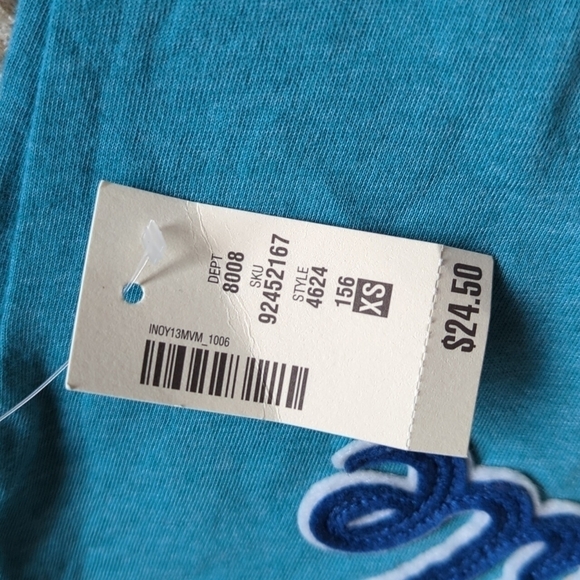 DEPT
8008
SKU
92452167
STYLE
4624
156
XS
$24.50
INOY13MVM_1006